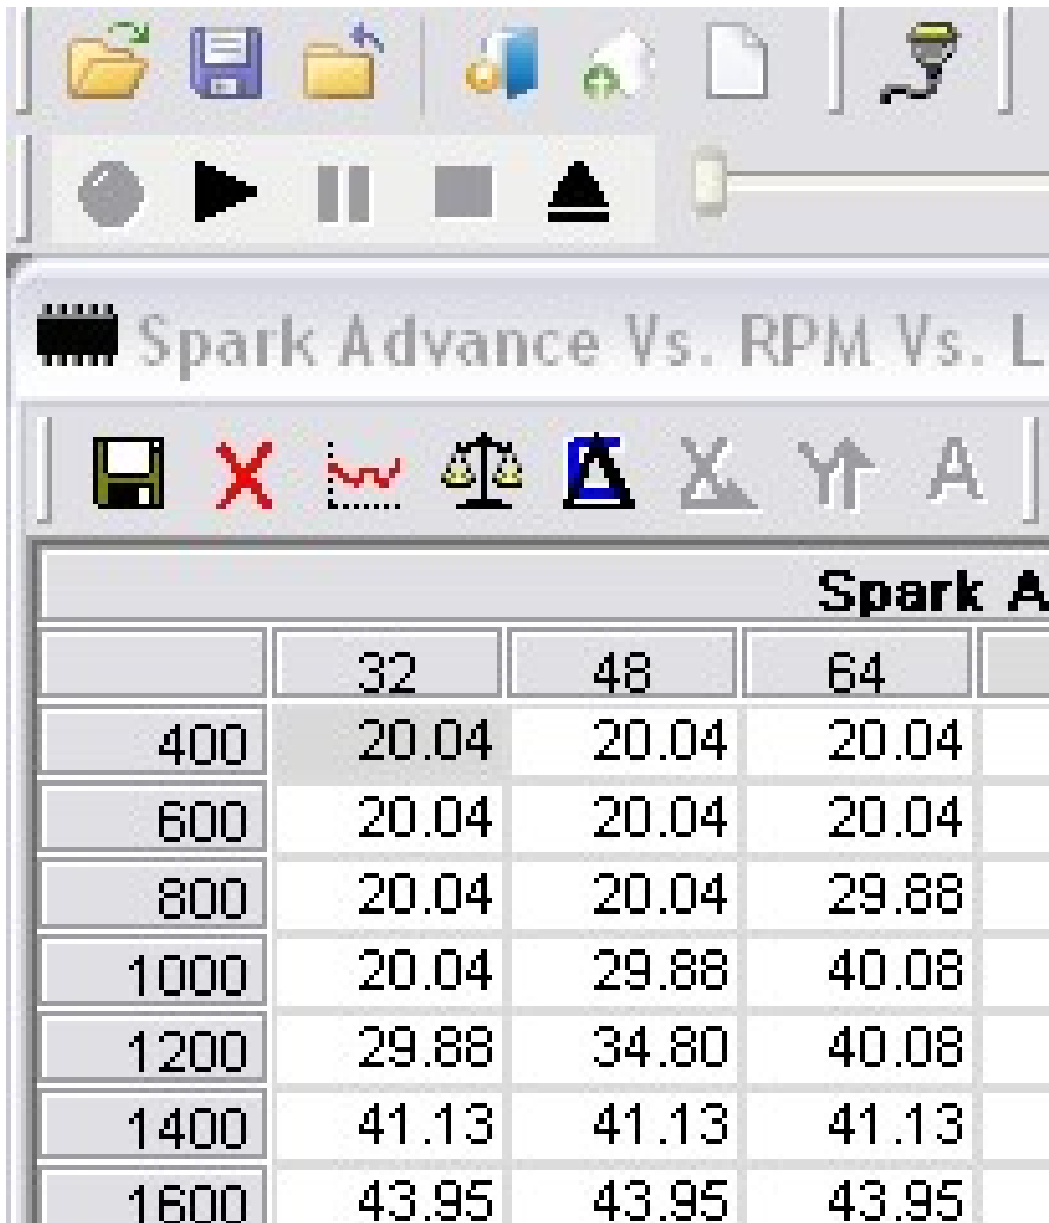 Spark Advance Vs. RPM Vs. L
A
Spark A
32 48 64
400 20.04 20.04 20.04
600 20.04 20.04 20.04
800 20.04 20.04 29.88
1000 20.04 29.88 40.08
1200 29.88 34.80 40.08
1400 41.13 41.13 41.13
1600 43.95 43.95 43.95